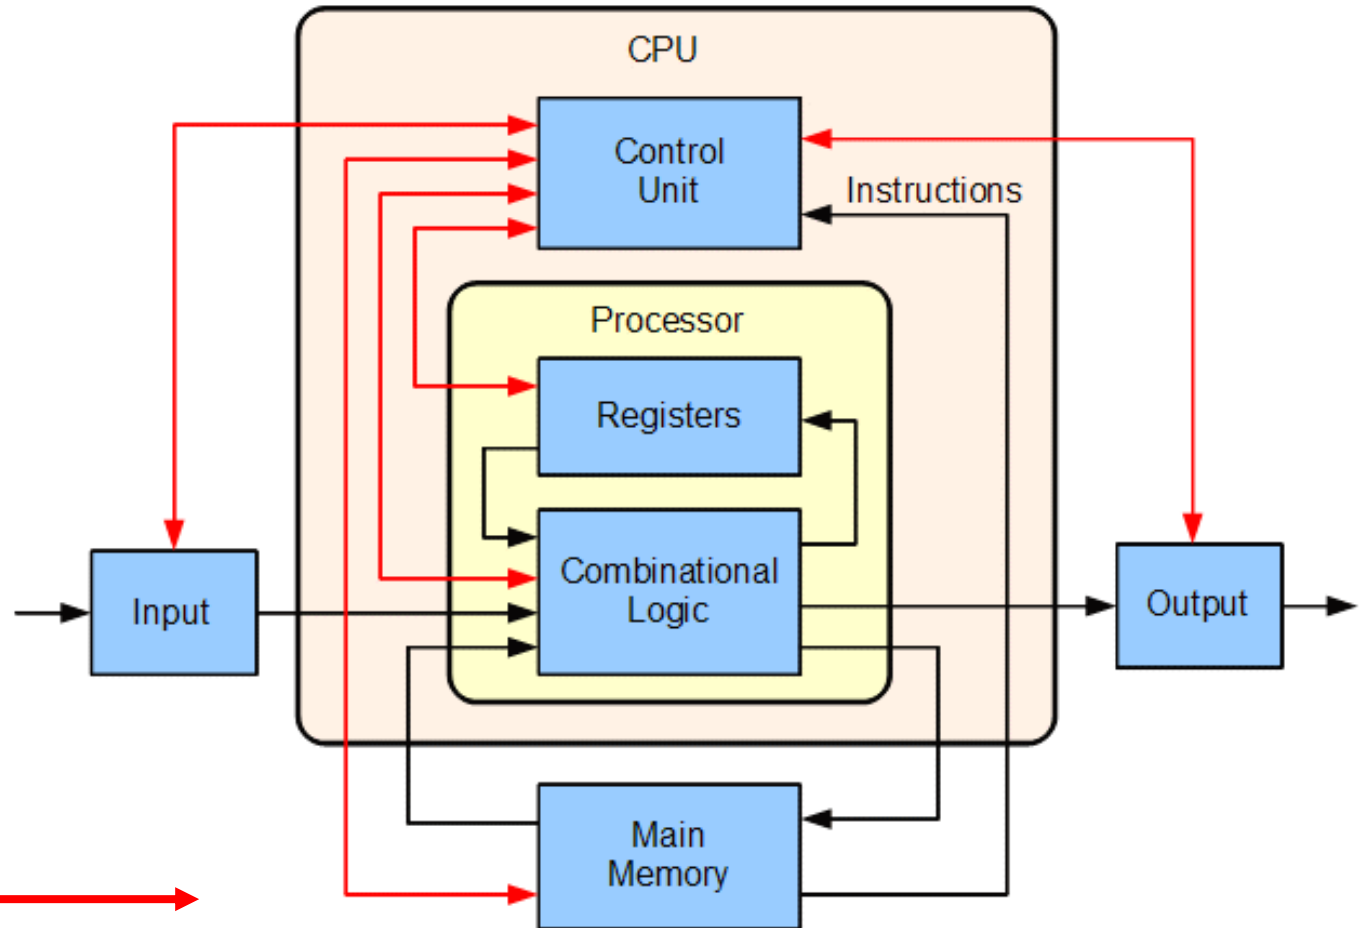 CPU
Control
Unit
Instructions
Processor
Registers
Combinational
Logic
Input
Output
Main
Memory